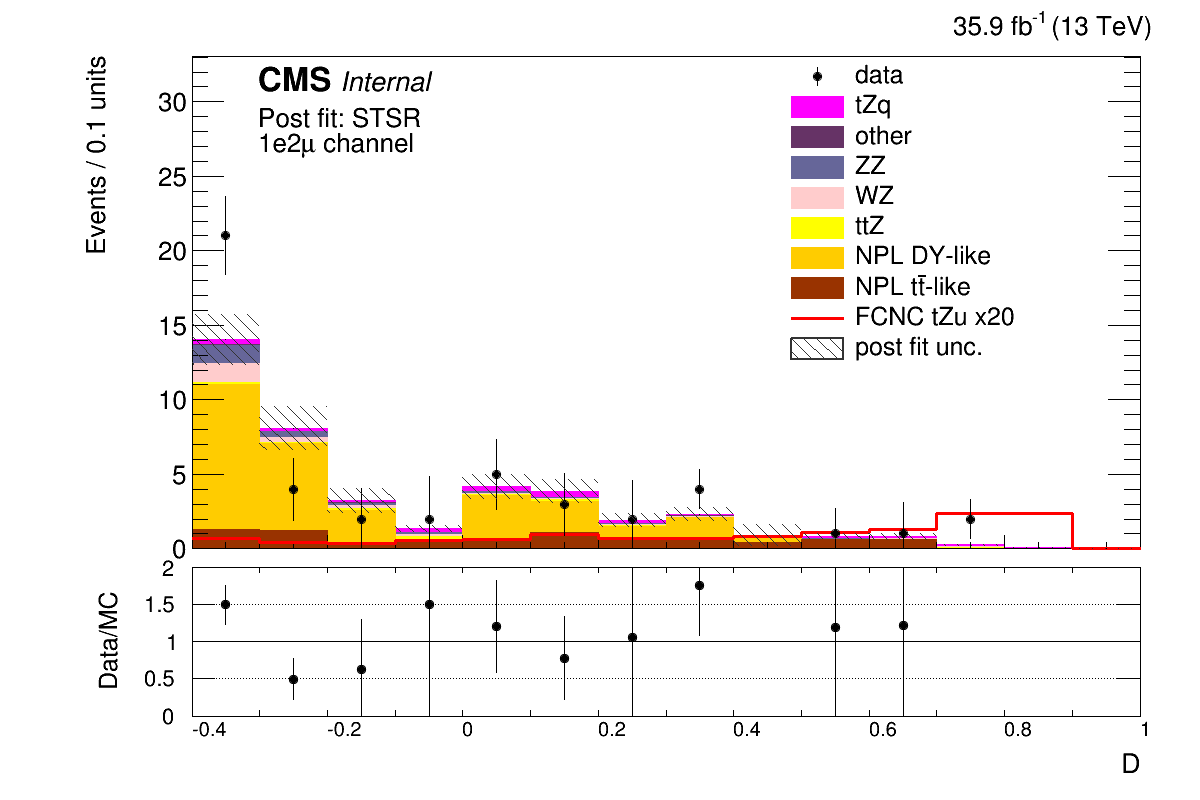 35.9 fb⁻¹ (13 TeV)
Events / 0.1 units
CMS Internal
Post fit: STSR
1e2μ channel
data
tZq
other
ZZ
WZ
ttZ
NPL DY-like
NPL tt̄-like
FCNC tZu x20
post fit unc.
30
25
20
15
10
5
0
Data/MC
2
1.5
1
0.5
0
-0.4 -0.2 0 0.2 0.4 0.6 0.8 1
D